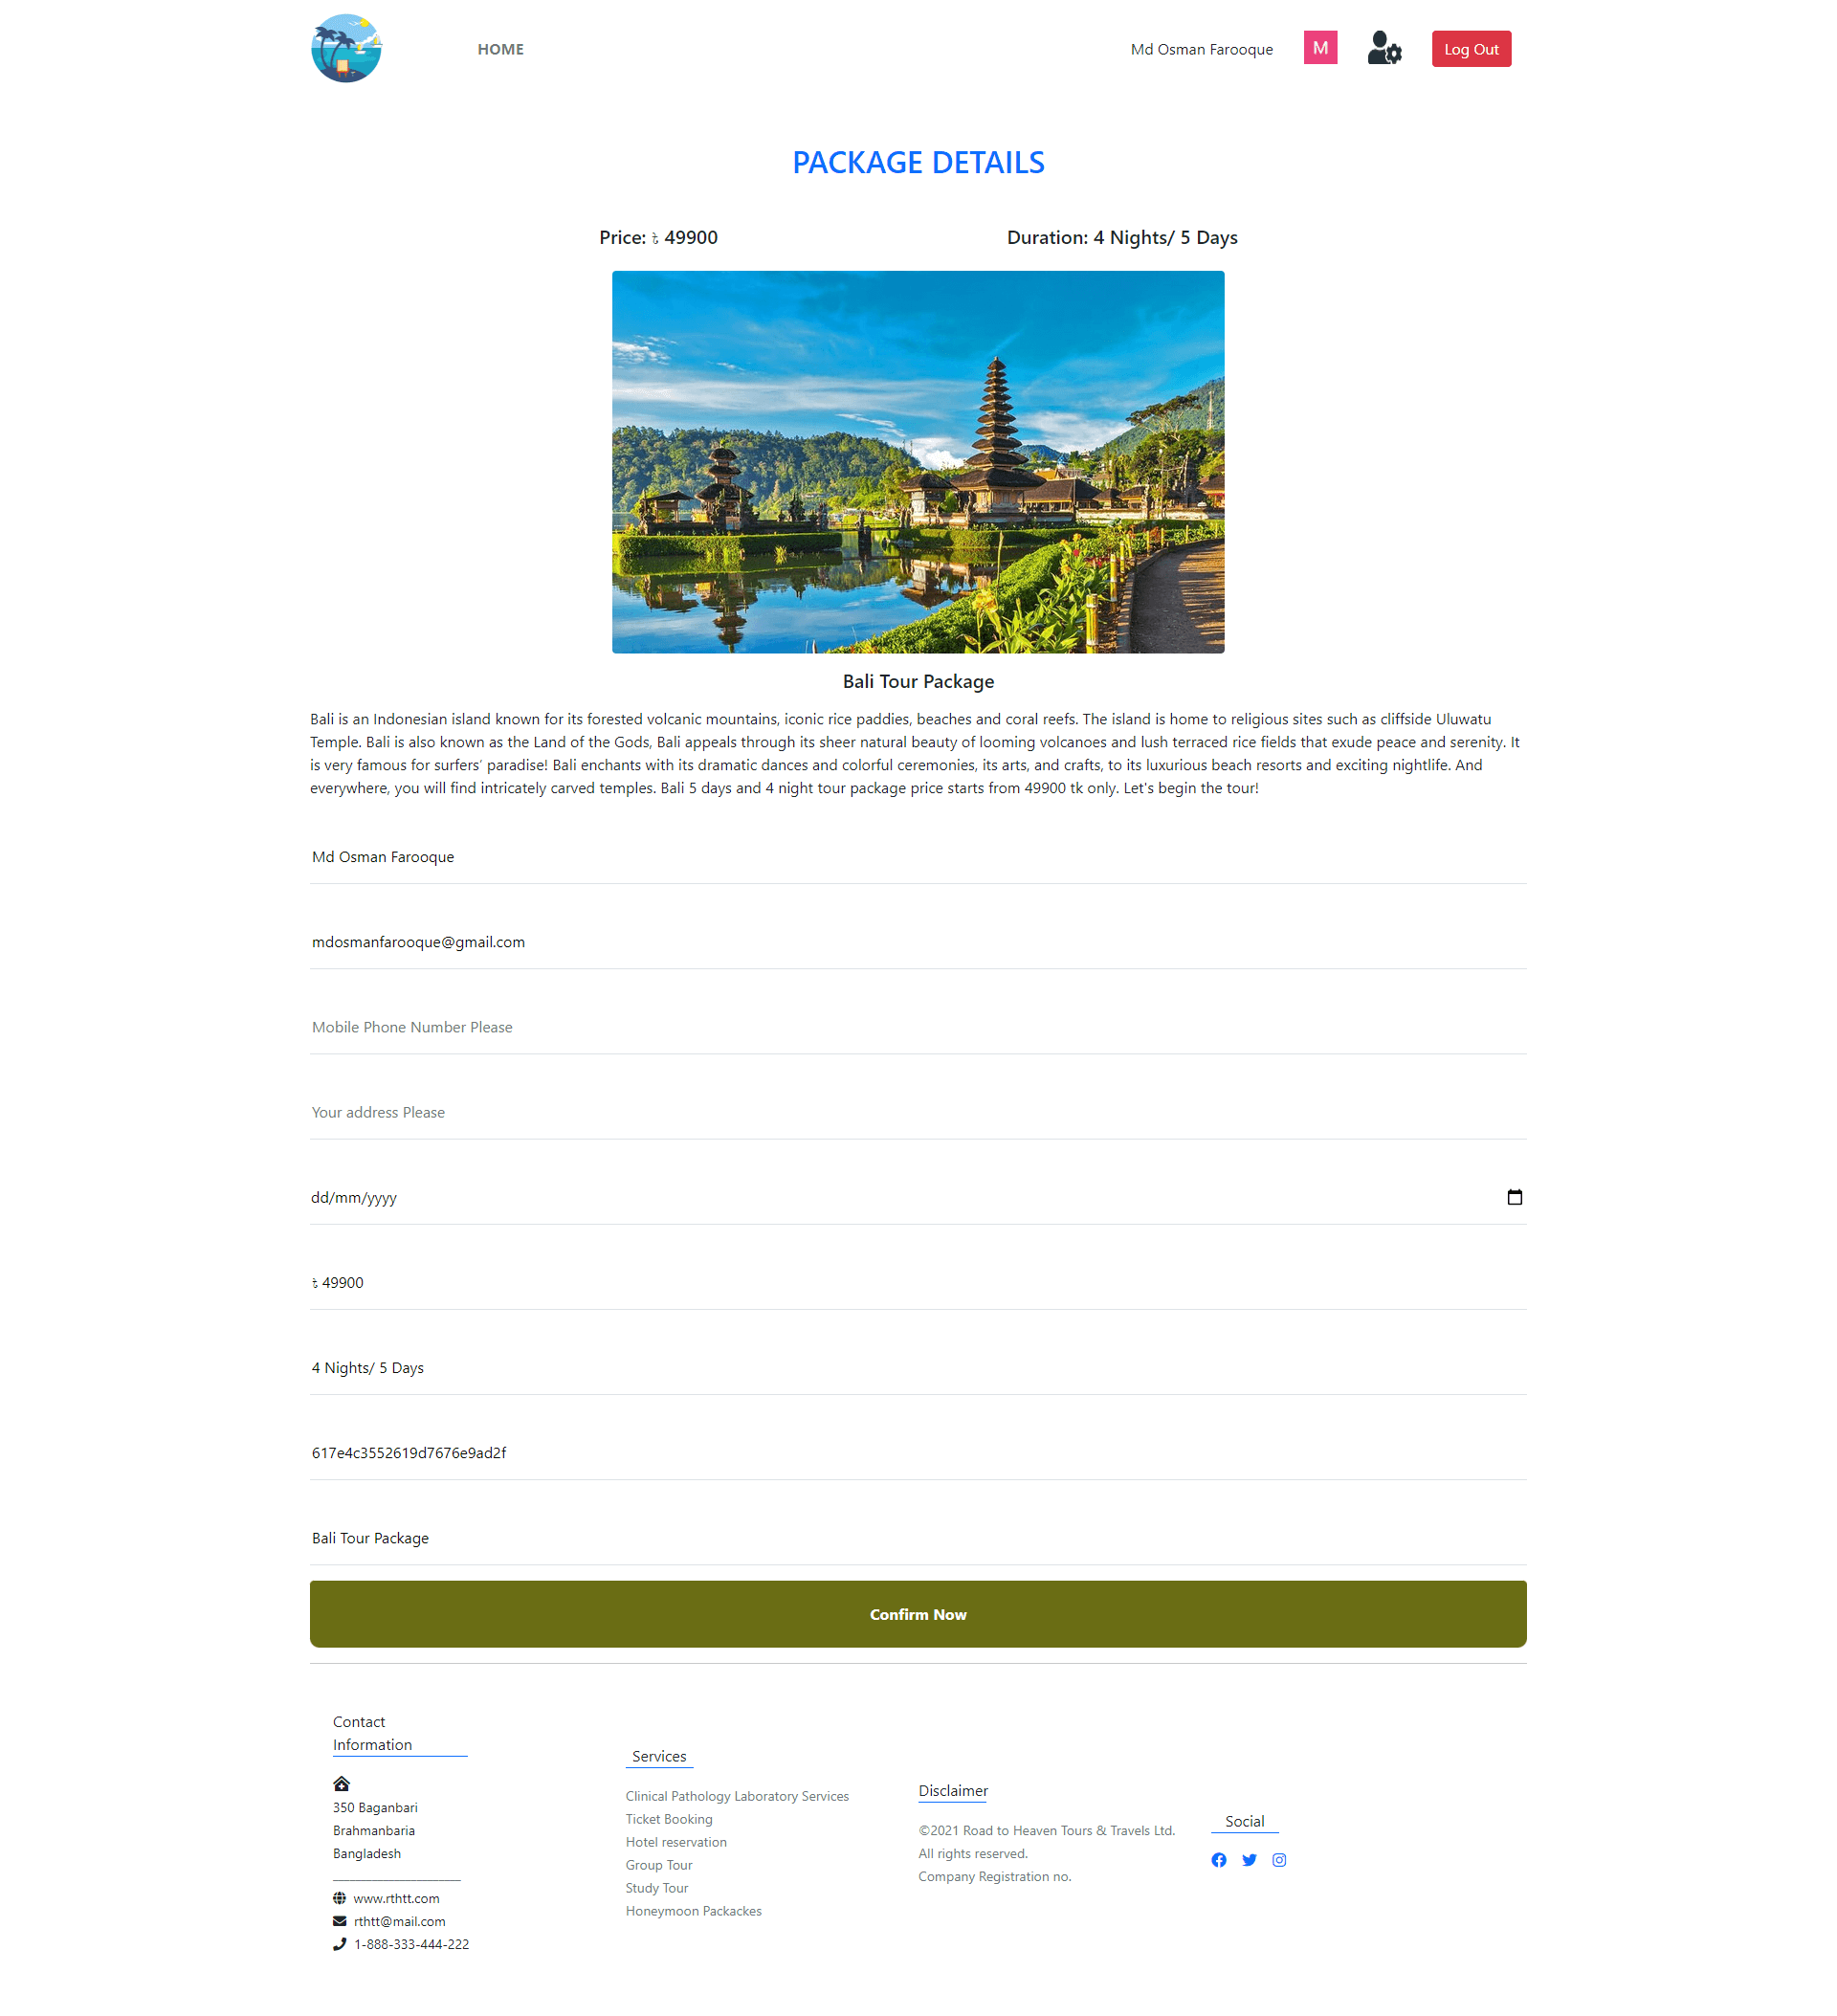 HOME
Md Osman Farooque
M
Log Out
PACKAGE DETAILS
Price: ৳ 49900
Duration: 4 Nights/ 5 Days
Bali Tour Package
Bali is an Indonesian island known for its forested volcanic mountains, iconic rice paddies, beaches and coral reefs. The island is home to religious sites such as cliffside Uluwatu
Temple. Bali is also known as the Land of the Gods, Bali appeals through its sheer natural beauty of looming volcanoes and lush terraced rice fields that exude peace and serenity. It
is very famous for surfers’ paradise! Bali enchants with its dramatic dances and colorful ceremonies, its arts, and crafts, to its luxurious beach resorts and exciting nightlife. And
everywhere, you will find intricately carved temples. Bali 5 days and 4 night tour package price starts from 49900 tk only. Let's begin the tour!
Md Osman Farooque
mdosmanfarooque@gmail.com
Mobile Phone Number Please
Your address Please
dd/mm/yyyy
৳ 49900
4 Nights/ 5 Days
617e4c3552619d7676e9ad2f
Bali Tour Package
Confirm Now
Contact
Information
350 Baganbari
Brahmanbaria
Bangladesh
www.rthtt.com
rthtt@mail.com
1-888-333-444-222
Services
Clinical Pathology Laboratory Services
Ticket Booking
Hotel reservation
Group Tour
Study Tour
Honeymoon Packackes
Disclaimer
©2021 Road to Heaven Tours & Travels Ltd.
All rights reserved.
Company Registration no.
Social